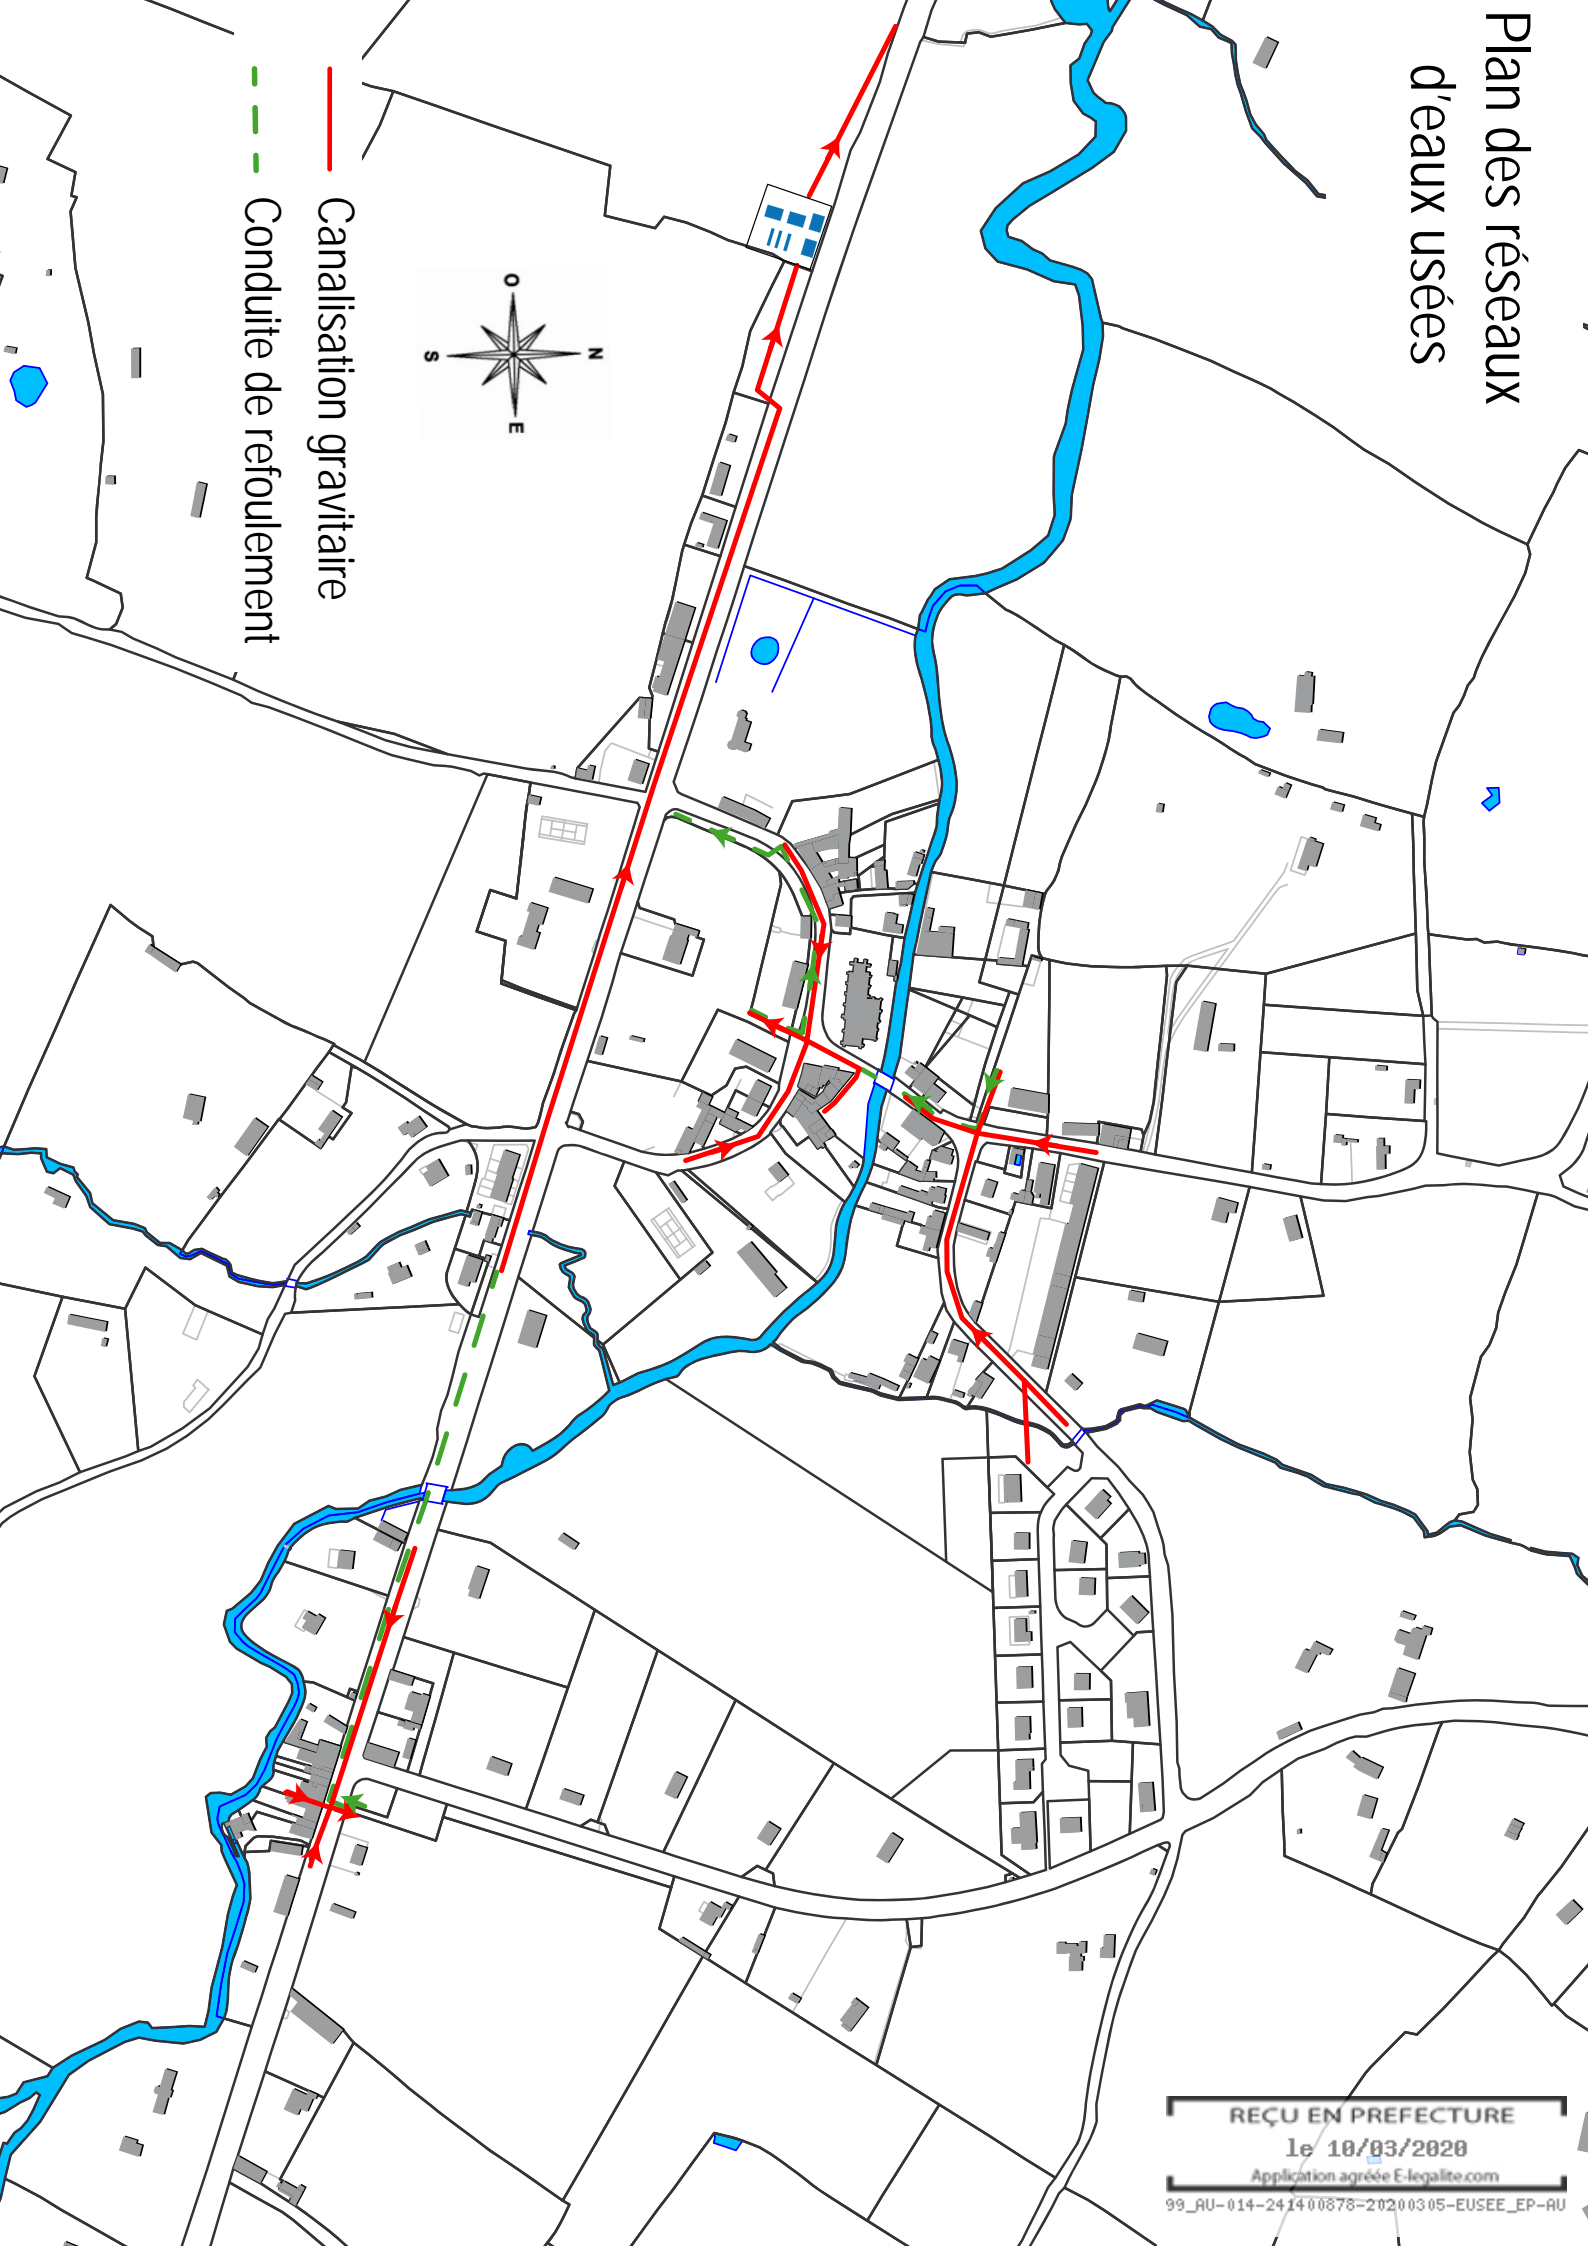 Plan des réseaux
d'eaux usées
Canalisation gravitaire
Conduite de refoulement
O
N
S
E
REÇU EN PREFECTURE
le 10/03/2020
Application agréée E-legalite.com
99_AU-014-241400878-20200305-EUSEE_EP-AU